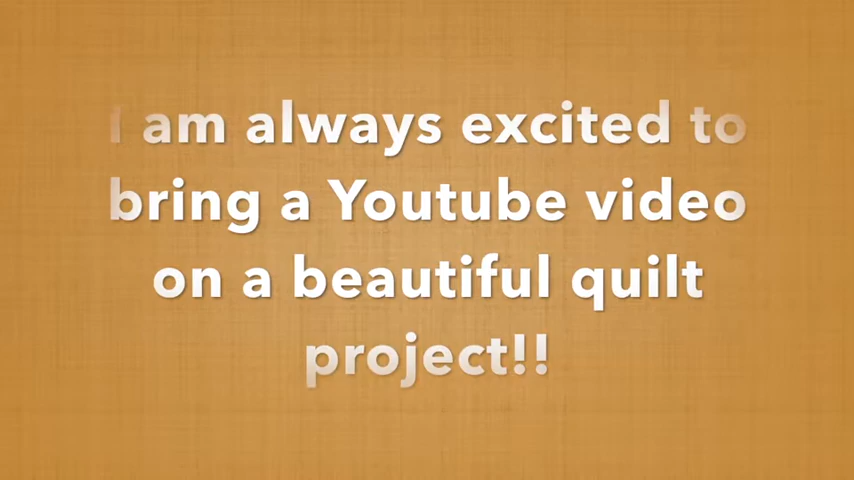 I am always excited to
bring a Youtube video
on a beautiful quilt
project!!